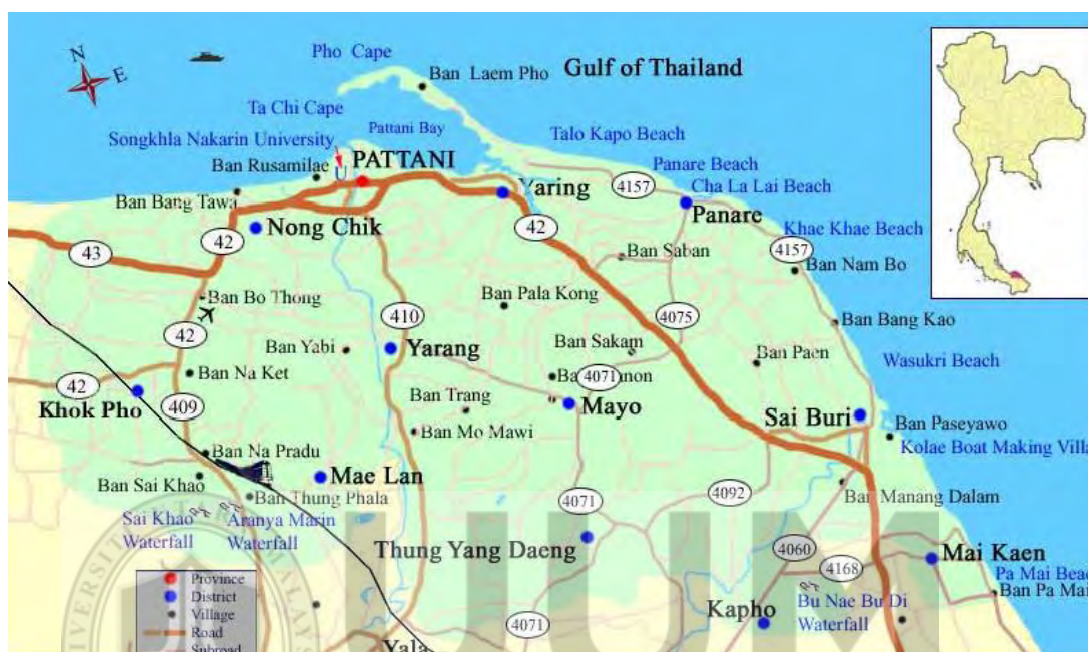 N
E
Pho Cape
Ban Laem Pho
Gulf of Thailand
Ta Chi Cape
Pattani Bay
Talo Kapo Beach
Songkhla Nakarin University
Ban Rusamilae
U
PATTANI
Panare Beach
4157
Cha La Lai Beach
Ban Bang Tawa
Yaring
Panare
Nong Chik
42
42
Khae Khae Beach
43
Ban Saban
4157
Ban Nam Bo
Ban Bo Thong
Ban Pala Kong
410
4075
Ban Bang Kao
42
Ban Yabi
Yarang
Ban Sakam
Ban Paen
Wasukri Beach
42
Ban Na Ket
4071
Khok Pho
409
Ban Trang
Mayo
Sai Buri
Ban Paseyawo
Ban Mo Mawi
Kolae Boat Making Villa
Ban Na Pradu
Ban Sai Khao
Mae Lan
Ban Thung Phala
4071
4092
Ban Manang Dalam
Sai Khao
Waterfall
Aranya Marin
Waterfall
Thung Yang Daeng
4060
4168
Mai Kaen
Pa Mai Beac
Ban Pa Mai
Province
District
Village
Road
Subroad
Kapho
Bu Nae Bu Di
Waterfall
4071
Yala
UUM